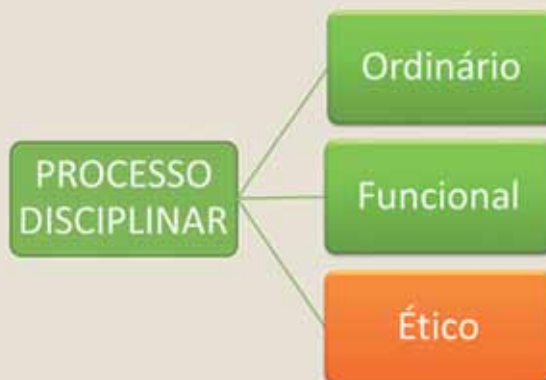 PROCESSO
DISCIPLINAR
Ordinário
Funcional
Ético